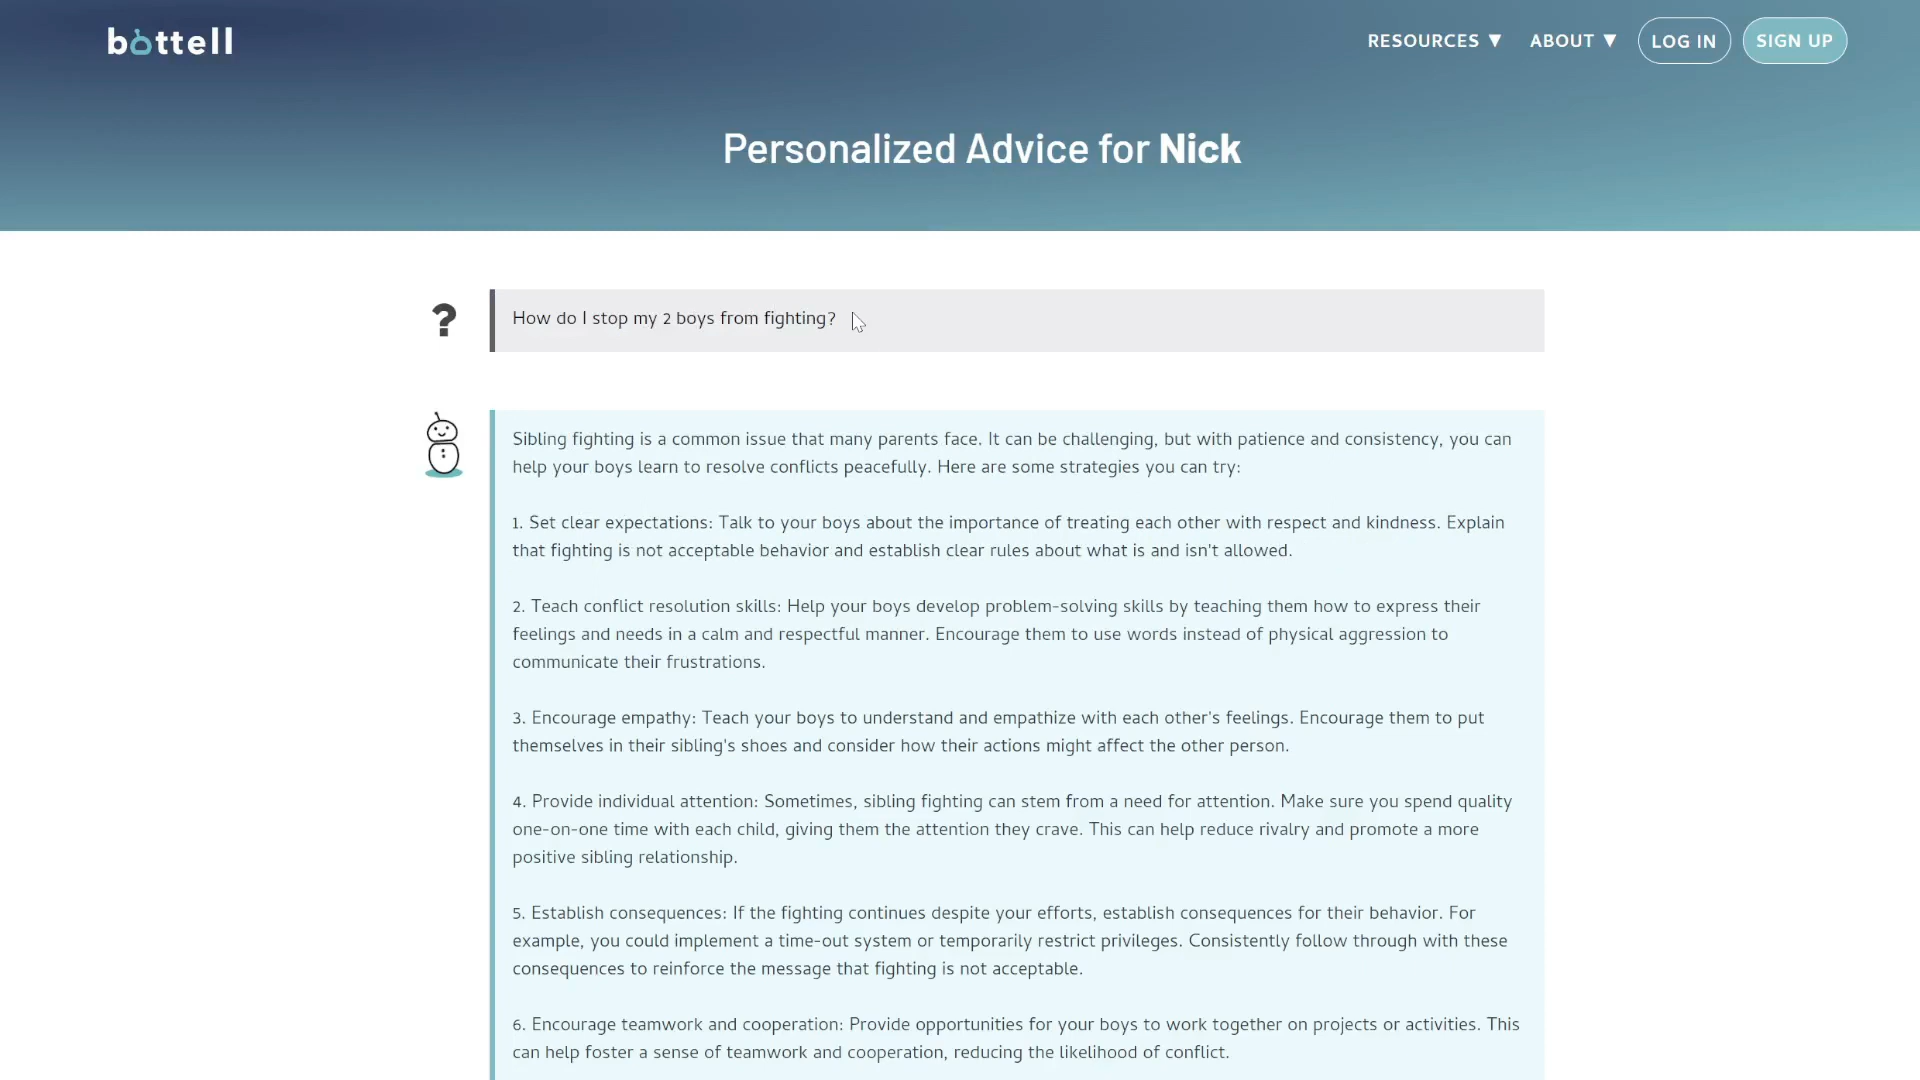 bottell
RESOURCES ▼ ABOUT ▼ LOG IN SIGN UP
Personalized Advice for Nick
? How do I stop my 2 boys from fighting?
Sibling fighting is a common issue that many parents face. It can be challenging, but with patience and consistency, you can
help your boys learn to resolve conflicts peacefully. Here are some strategies you can try:
1. Set clear expectations: Talk to your boys about the importance of treating each other with respect and kindness. Explain
that fighting is not acceptable behavior and establish clear rules about what is and isn't allowed.
2. Teach conflict resolution skills: Help your boys develop problem-solving skills by teaching them how to express their
feelings and needs in a calm and respectful manner. Encourage them to use words instead of physical aggression to
communicate their frustrations.
3. Encourage empathy: Teach your boys to understand and empathize with each other's feelings. Encourage them to put
themselves in their sibling's shoes and consider how their actions might affect the other person.
4. Provide individual attention: Sometimes, sibling fighting can stem from a need for attention. Make sure you spend quality
one-on-one time with each child, giving them the attention they crave. This can help reduce rivalry and promote a more
positive sibling relationship.
5. Establish consequences: If the fighting continues despite your efforts, establish consequences for their behavior. For
example, you could implement a time-out system or temporarily restrict privileges. Consistently follow through with these
consequences to reinforce the message that fighting is not acceptable.
6. Encourage teamwork and cooperation: Provide opportunities for your boys to work together on projects or activities. This
can help foster a sense of teamwork and cooperation, reducing the likelihood of conflict.